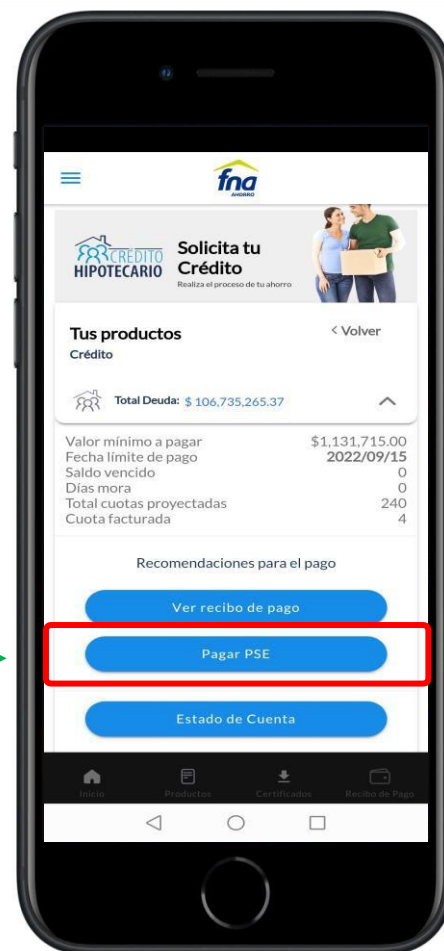 fna
AHORRO
CRÉDITO
HIPOTECARIO
Solicita tu
Crédito
Realiza el proceso de tu ahorro
Tus productos
< Volver
Crédito
Total Deuda: $ 106,735,265.37
Valor mínimo a pagar $1,131,715.00
Fecha límite de pago 2022/09/15
Saldo vencido 0
Días mora 0
Total cuotas proyectadas 240
Cuota facturada 4
Recomendaciones para el pago
Ver recibo de pago
Pagar PSE
Estado de Cuenta
Inicio Productos Certificados Recibo de Pago